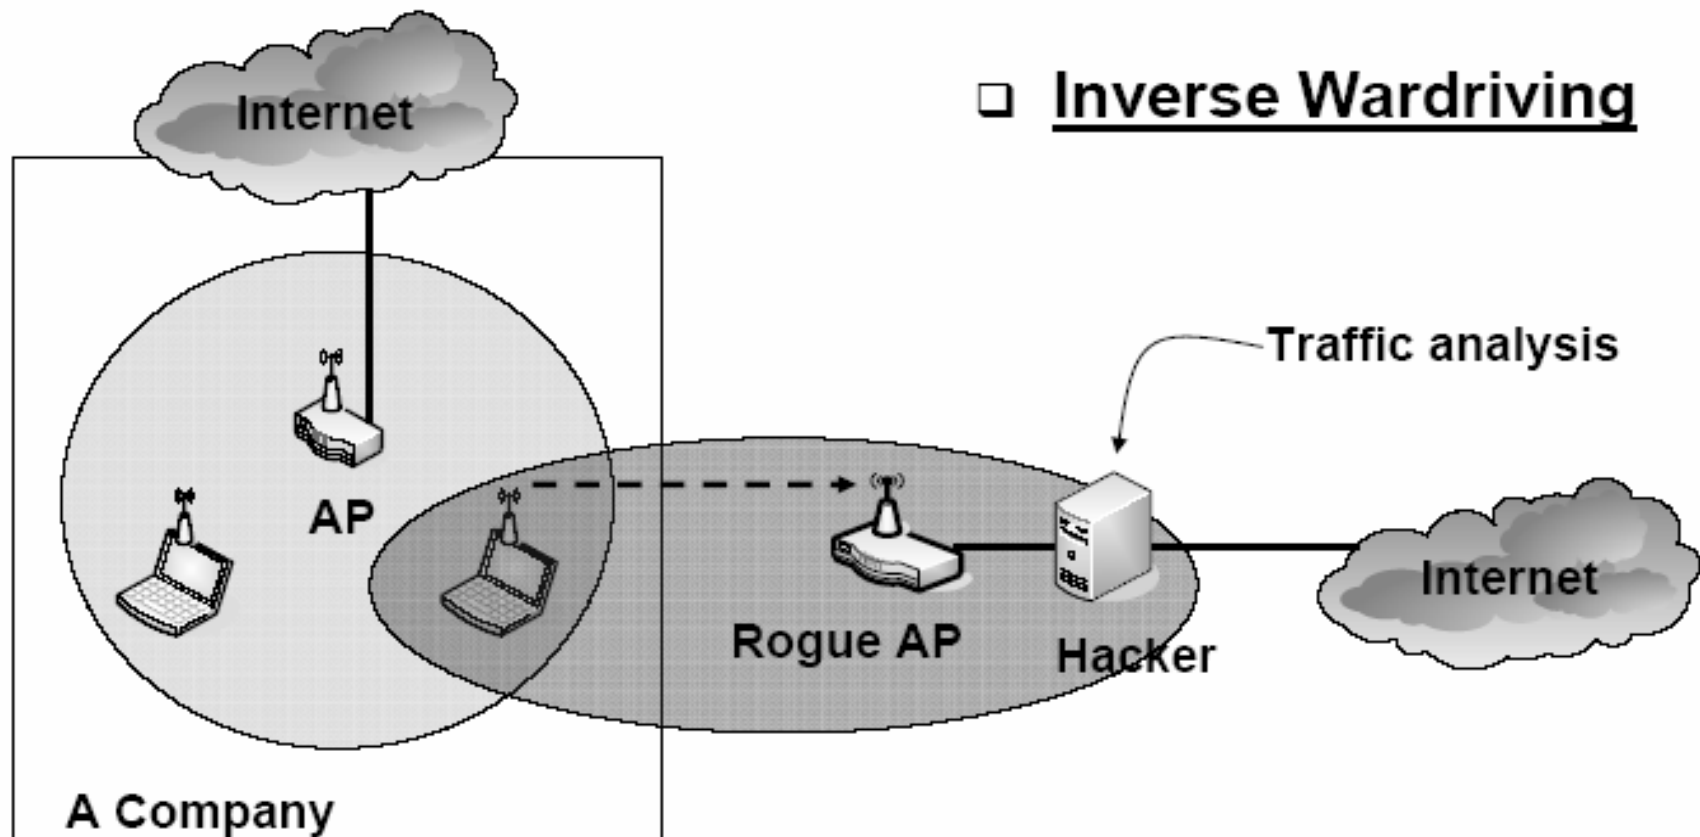 Internet
❑ Inverse Wardriving
Traffic analysis
AP
Internet
Rogue AP
Hacker
A Company